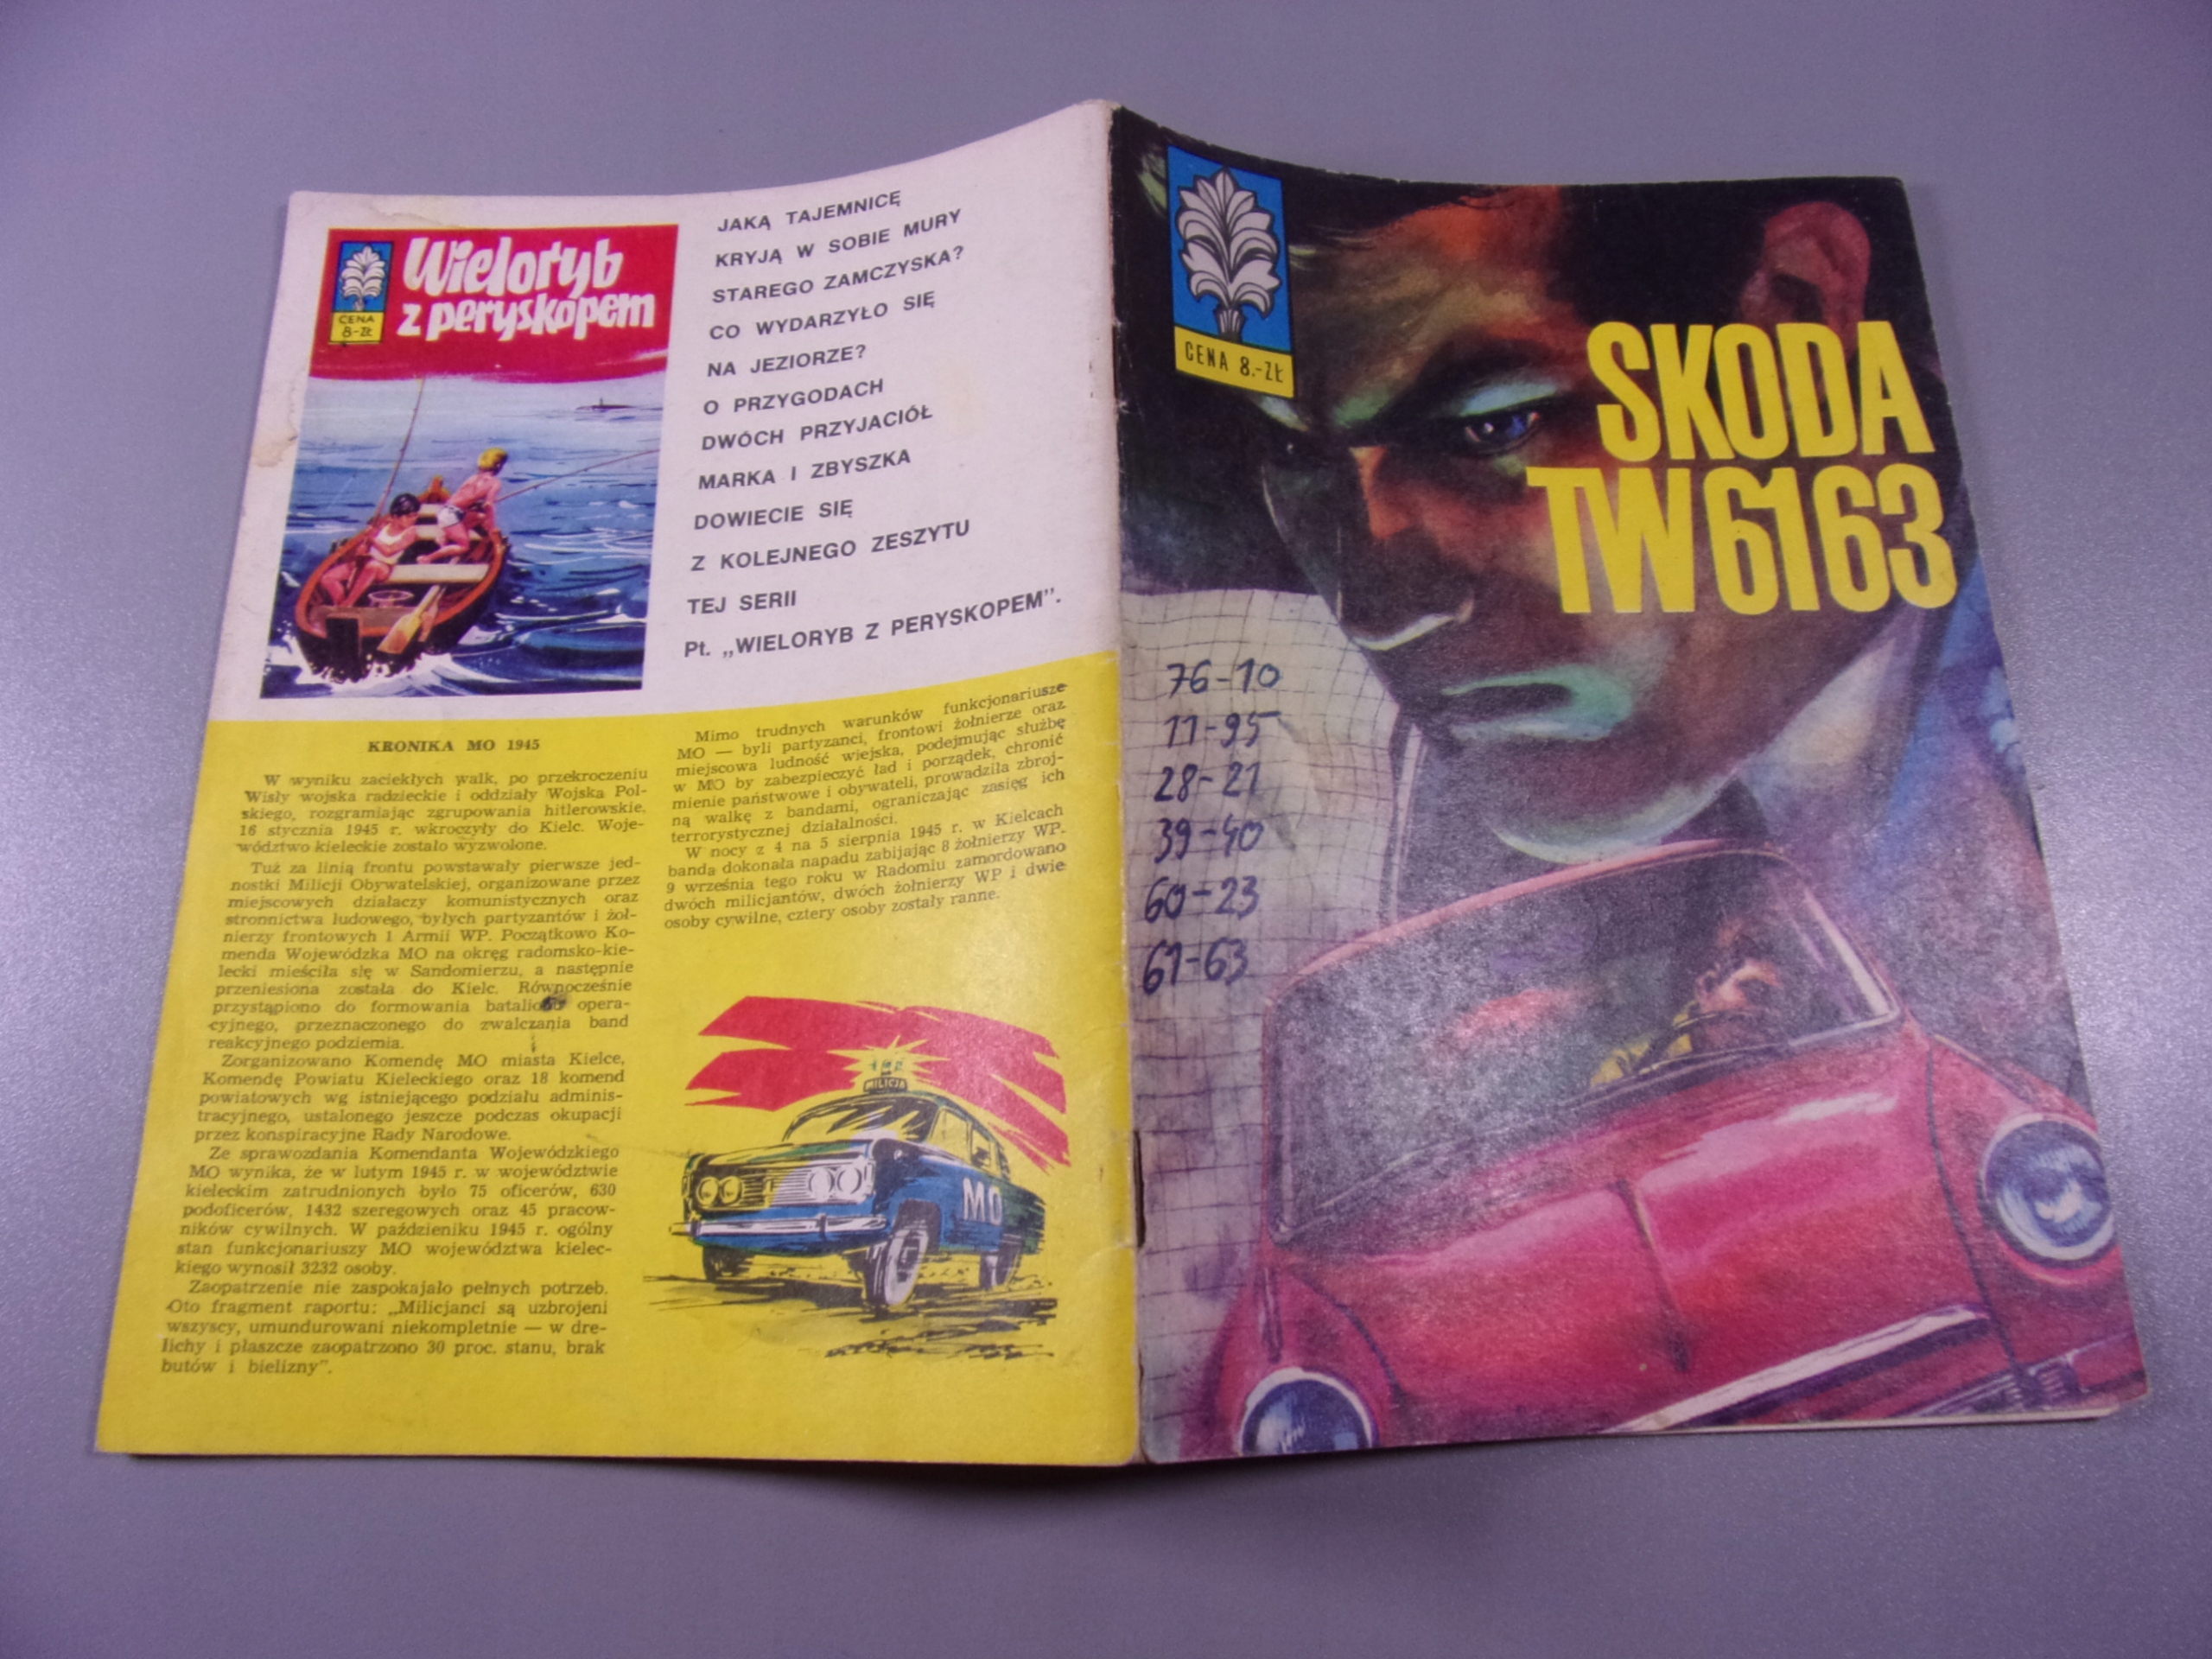 Wieloryb
z peryskopem
CENA
8-ZŁ
JAKĄ TAJEMNICĘ
KRYJĄ W SOBIE MURY
STAREGO ZAMCZYSKA?
CO WYDARZYŁO SIĘ
NA JEZIORZE?
O PRZYGODACH
DWÓCH PRZYJACIÓŁ
MARKA I ZBYSZKA
DOWIECIE SIĘ
Z KOLEJNEGO ZESZYTU
TEJ SERII
Pt. „WIELORYB Z PERYSKOPEM”.
KRONIKA MO 1945
W wyniku zaciekłych walk, po przekroczeniu
Wisły wojska radzieckie i oddziały Wojska Pol-
skiego, rozgramiając zgrupowania hitlerowskie.
16 stycznia 1945 r. wkroczyły do Kielc. Woje-
wództwo kieleckie zostało wyzwolone.
Tuż za linią frontu powstawały pierwsze jed-
nostki Milicji Obywatelskiej, organizowane przez
miejscowych działaczy komunistycznych oraz
stronnictwa ludowego, byłych partyzantów i żoł-
nierzy frontowych 1 Armii WP. Początkowo Ko-
menda Wojewódzka MO na okręg radomsko-kie-
lecki mieściła się w Sandomierzu, a następnie
przeniesiona została do Kielc. Równocześnie
przystąpiono do formowania batalionu opera-
cyjnego, przeznaczonego do zwalczania band
reakcyjnego podziemia.
Zorganizowano Komendę MO miasta Kielce,
Komendę Powiatu Kieleckiego oraz 18 komend
powiatowych wg istniejącego podziału adminis-
tracyjnego, ustalonego jeszcze podczas okupacji
przez konspiracyjne Rady Narodowe.
Ze sprawozdania Komendanta Wojewódzkiego
MO wynika, że w lutym 1945 r. w województwie
kieleckim zatrudnionych było 75 oficerów, 630
podoficerów, 1432 szeregowych oraz 45 pracow-
ników cywilnych. W październiku 1945 r. ogólny
stan funkcjonariuszy MO województwa kielec-
kiego wynosił 3232 osoby.
Zaopatrzenie nie zaspokajało pełnych potrzeb.
Oto fragment raportu: „Milicjanci są uzbrojeni
wszyscy, umundurowani niekompletnie — w dre-
lichy i płaszcze zaopatrzono 30 proc. stanu, brak
butów i bielizny”.
Mimo trudnych warunków funkcjonariusze
MO — byli partyzanci, frontowi żołnierze oraz
miejscowa ludność wiejska, podejmując służbę
w MO by zabezpieczyć ład i porządek, chronić
mienie państwowe i obywateli, prowadziła zbroj-
ną walkę z bandami, ograniczając zasięg ich
terrorystycznej działalności.
W nocy z 4 na 5 sierpnia 1945 r. w Kielcach
banda dokonała napadu zabijając 8 żołnierzy WP.
9 września tego roku w Radomiu zamordowano
dwóch milicjantów, dwóch żołnierzy WP i dwie
osoby cywilne, cztery osoby zostały ranne.
MILICJA
MO
CENA 8.-ZŁ
SKODA
TW 6163
76-10
11-95
28-21
39-40
60-23
61-63